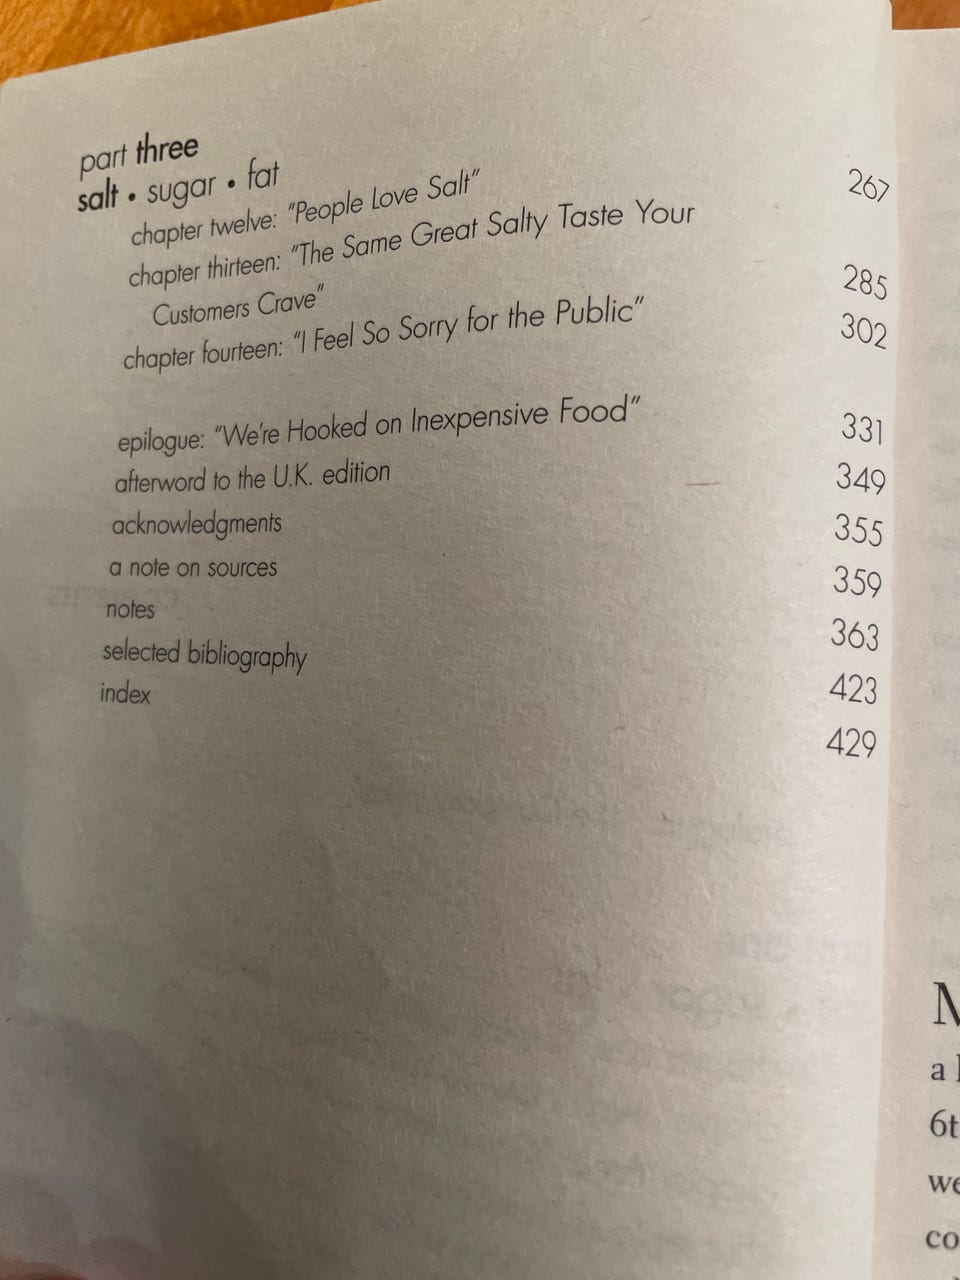 part three
salt • sugar • fat
chapter twelve: "People Love Salt" 267
chapter thirteen: "The Same Great Salty Taste Your
Customers Crave" 285
chapter fourteen: "I Feel So Sorry for the Public" 302
epilogue: "We're Hooked on Inexpensive Food" 331
afterword to the U.K. edition 349
acknowledgments 355
a note on sources 359
notes 363
selected bibliography 423
index 429
M
a
6t
we
co